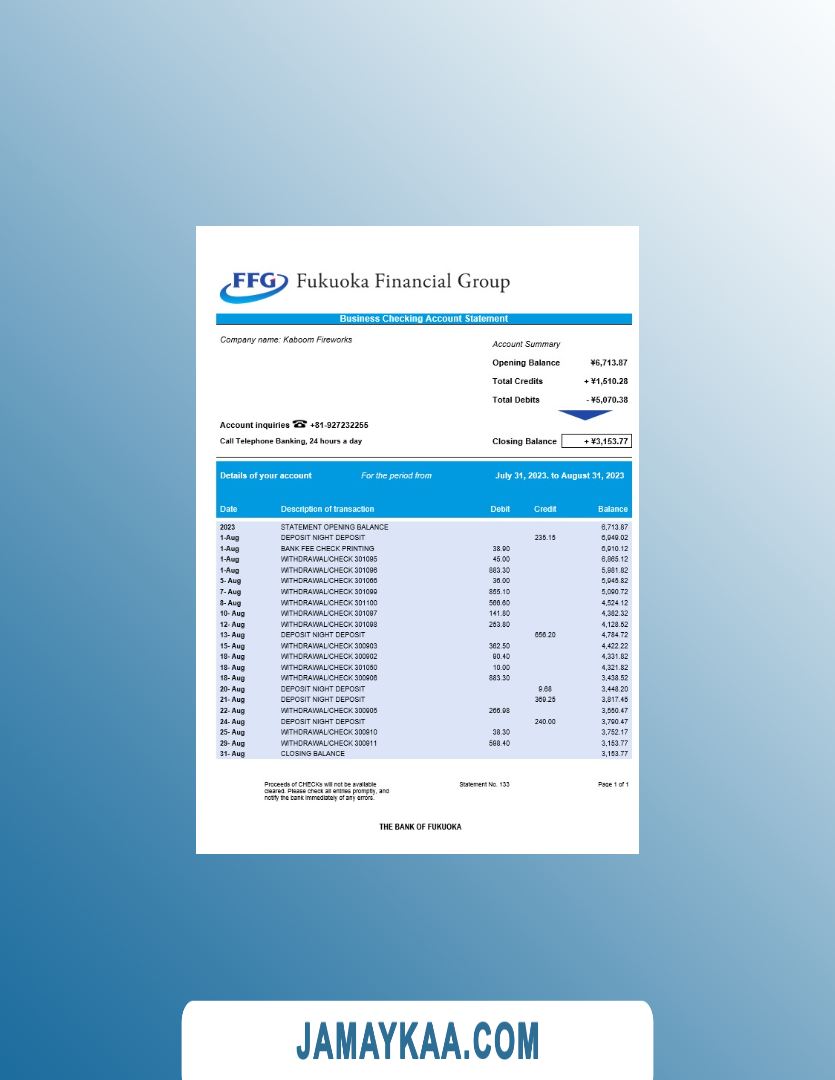 FFG Fukuoka Financial Group
Business Checking Account Statement
Company name: Kaboom Fireworks
Account Summary
Opening Balance ¥6,713.87
Total Credits + ¥1,510.28
Total Debits - ¥5,070.38
Account inquiries ☎ +81-927232255
Call Telephone Banking, 24 hours a day
Closing Balance + ¥3,153.77
Details of your account For the period from July 31, 2023. to August 31, 2023
Date Description of transaction Debit Credit Balance
2023 STATEMENT OPENING BALANCE 6,713.87
1-Aug DEPOSIT NIGHT DEPOSIT 235.15 6,949.02
1-Aug BANK FEE CHECK PRINTING 38.90 6,910.12
1-Aug WITHDRAWAL/CHECK 301095 45.00 6,865.12
1-Aug WITHDRAWAL/CHECK 301096 883.30 5,981.82
3- Aug WITHDRAWAL/CHECK 301066 36.00 5,945.82
7- Aug WITHDRAWAL/CHECK 301099 855.10 5,090.72
8- Aug WITHDRAWAL/CHECK 301100 566.60 4,524.12
10- Aug WITHDRAWAL/CHECK 301097 141.80 4,382.32
12- Aug WITHDRAWAL/CHECK 301098 253.80 4,128.52
13- Aug DEPOSIT NIGHT DEPOSIT 656.20 4,784.72
15- Aug WITHDRAWAL/CHECK 300903 362.50 4,422.22
18- Aug WITHDRAWAL/CHECK 300902 90.40 4,331.82
18- Aug WITHDRAWAL/CHECK 301050 10.00 4,321.82
18- Aug WITHDRAWAL/CHECK 300906 883.30 3,438.52
20- Aug DEPOSIT NIGHT DEPOSIT 9.68 3,448.20
21- Aug DEPOSIT NIGHT DEPOSIT 369.25 3,817.45
22- Aug WITHDRAWAL/CHECK 300905 266.98 3,550.47
24- Aug DEPOSIT NIGHT DEPOSIT 240.00 3,790.47
25- Aug WITHDRAWAL/CHECK 300910 38.30 3,752.17
29- Aug WITHDRAWAL/CHECK 300911 598.40 3,153.77
31- Aug CLOSING BALANCE 3,153.77
Proceeds of CHECKs will not be available
cleared. Please check all entries promptly, and
notify the bank immediately of any errors.
Statement No. 133
Page 1 of 1
THE BANK OF FUKUOKA
JAMAYKAA.COM